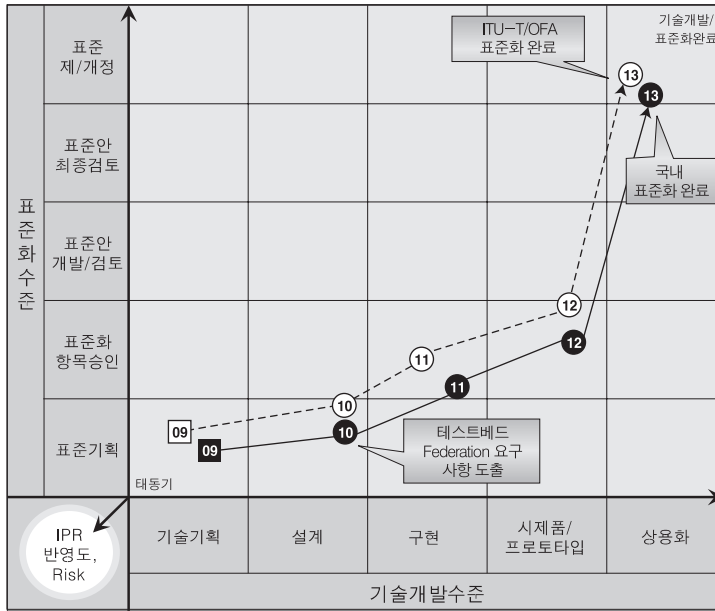 표준
제/개정
표준안
최종검토
표준안
개발/검토
표준화
항목승인
표준기획
표준화수준
ITU-T/OFA
표준화 완료
기술개발/
표준화완료
13
13
국내
표준화 완료
12
12
11
11
10
10
09
09
테스트베드
Federation 요구
사항 도출
태동기
IPR
반영도,
Risk
기술기획
설계
구현
시제품/
프로토타입
상용화
기술개발수준